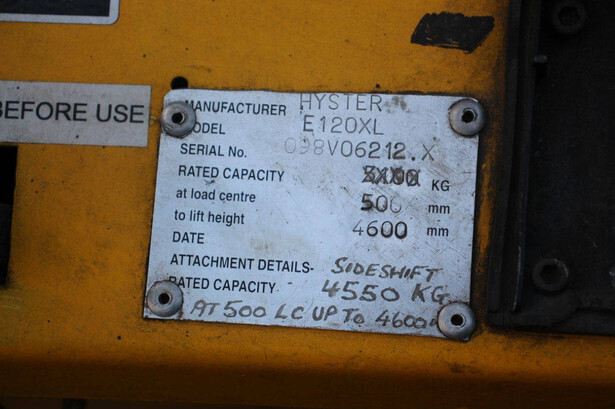 BEFORE USE
MANUFACTURER HYSTER
MODEL E120XL
SERIAL No. 098V06212.X
RATED CAPACITY KG
at load centre 500 mm
to lift height 4600 mm
DATE
ATTACHMENT DETAILS- SIDESHIFT
RATED CAPACITY 4550 KG
AT 500 LC UP TO 4600